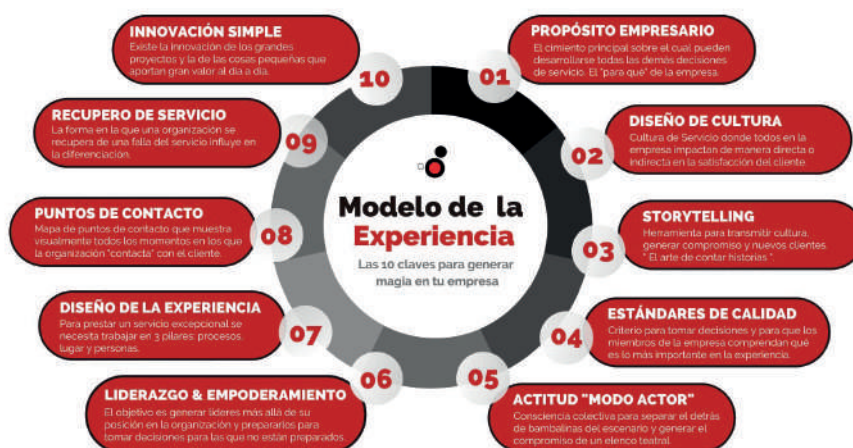 Modelo de la
Experiencia
Las 10 claves para generar
magia en tu empresa
01
PROPÓSITO EMPRESARIO
El cimiento principal sobre el cual pueden
desarrollarse todas las demás decisiones
de servicio. El "para qué" de la empresa.
02
DISEÑO DE CULTURA
Cultura de Servicio donde todos en la
empresa impactan de manera directa o
indirecta en la satisfacción del cliente.
03
STORYTELLING
Herramienta para transmitir cultura,
generar compromiso y nuevos clientes.
" El arte de contar historias ".
04
ESTÁNDARES DE CALIDAD
Criterio para tomar decisiones y para que los
miembros de la empresa comprendan qué
es lo más importante en la experiencia.
05
ACTITUD "MODO ACTOR"
Consciencia colectiva para separar el detrás
de bambalinas del escenario y generar el
compromiso de un elenco teatral.
06
LIDERAZGO & EMPODERAMIENTO
El objetivo es generar líderes más allá de su
posición en la organización y prepararlos para
tomar decisiones para las que no están preparados.
07
DISEÑO DE LA EXPERIENCIA
Para prestar un servicio excepcional se
necesita trabajar en 3 pilares: procesos,
lugar y personas.
08
PUNTOS DE CONTACTO
Mapa de puntos de contacto que muestra
visualmente todos los momentos en los que
la organización "contacta" con el cliente.
09
RECUPERO DE SERVICIO
La forma en la que una organización se
recupera de una falla del servicio influye en
la diferenciación.
10
INNOVACIÓN SIMPLE
Existe la innovación de los grandes
proyectos y la de las cosas pequeñas que
aportan gran valor al día a día.